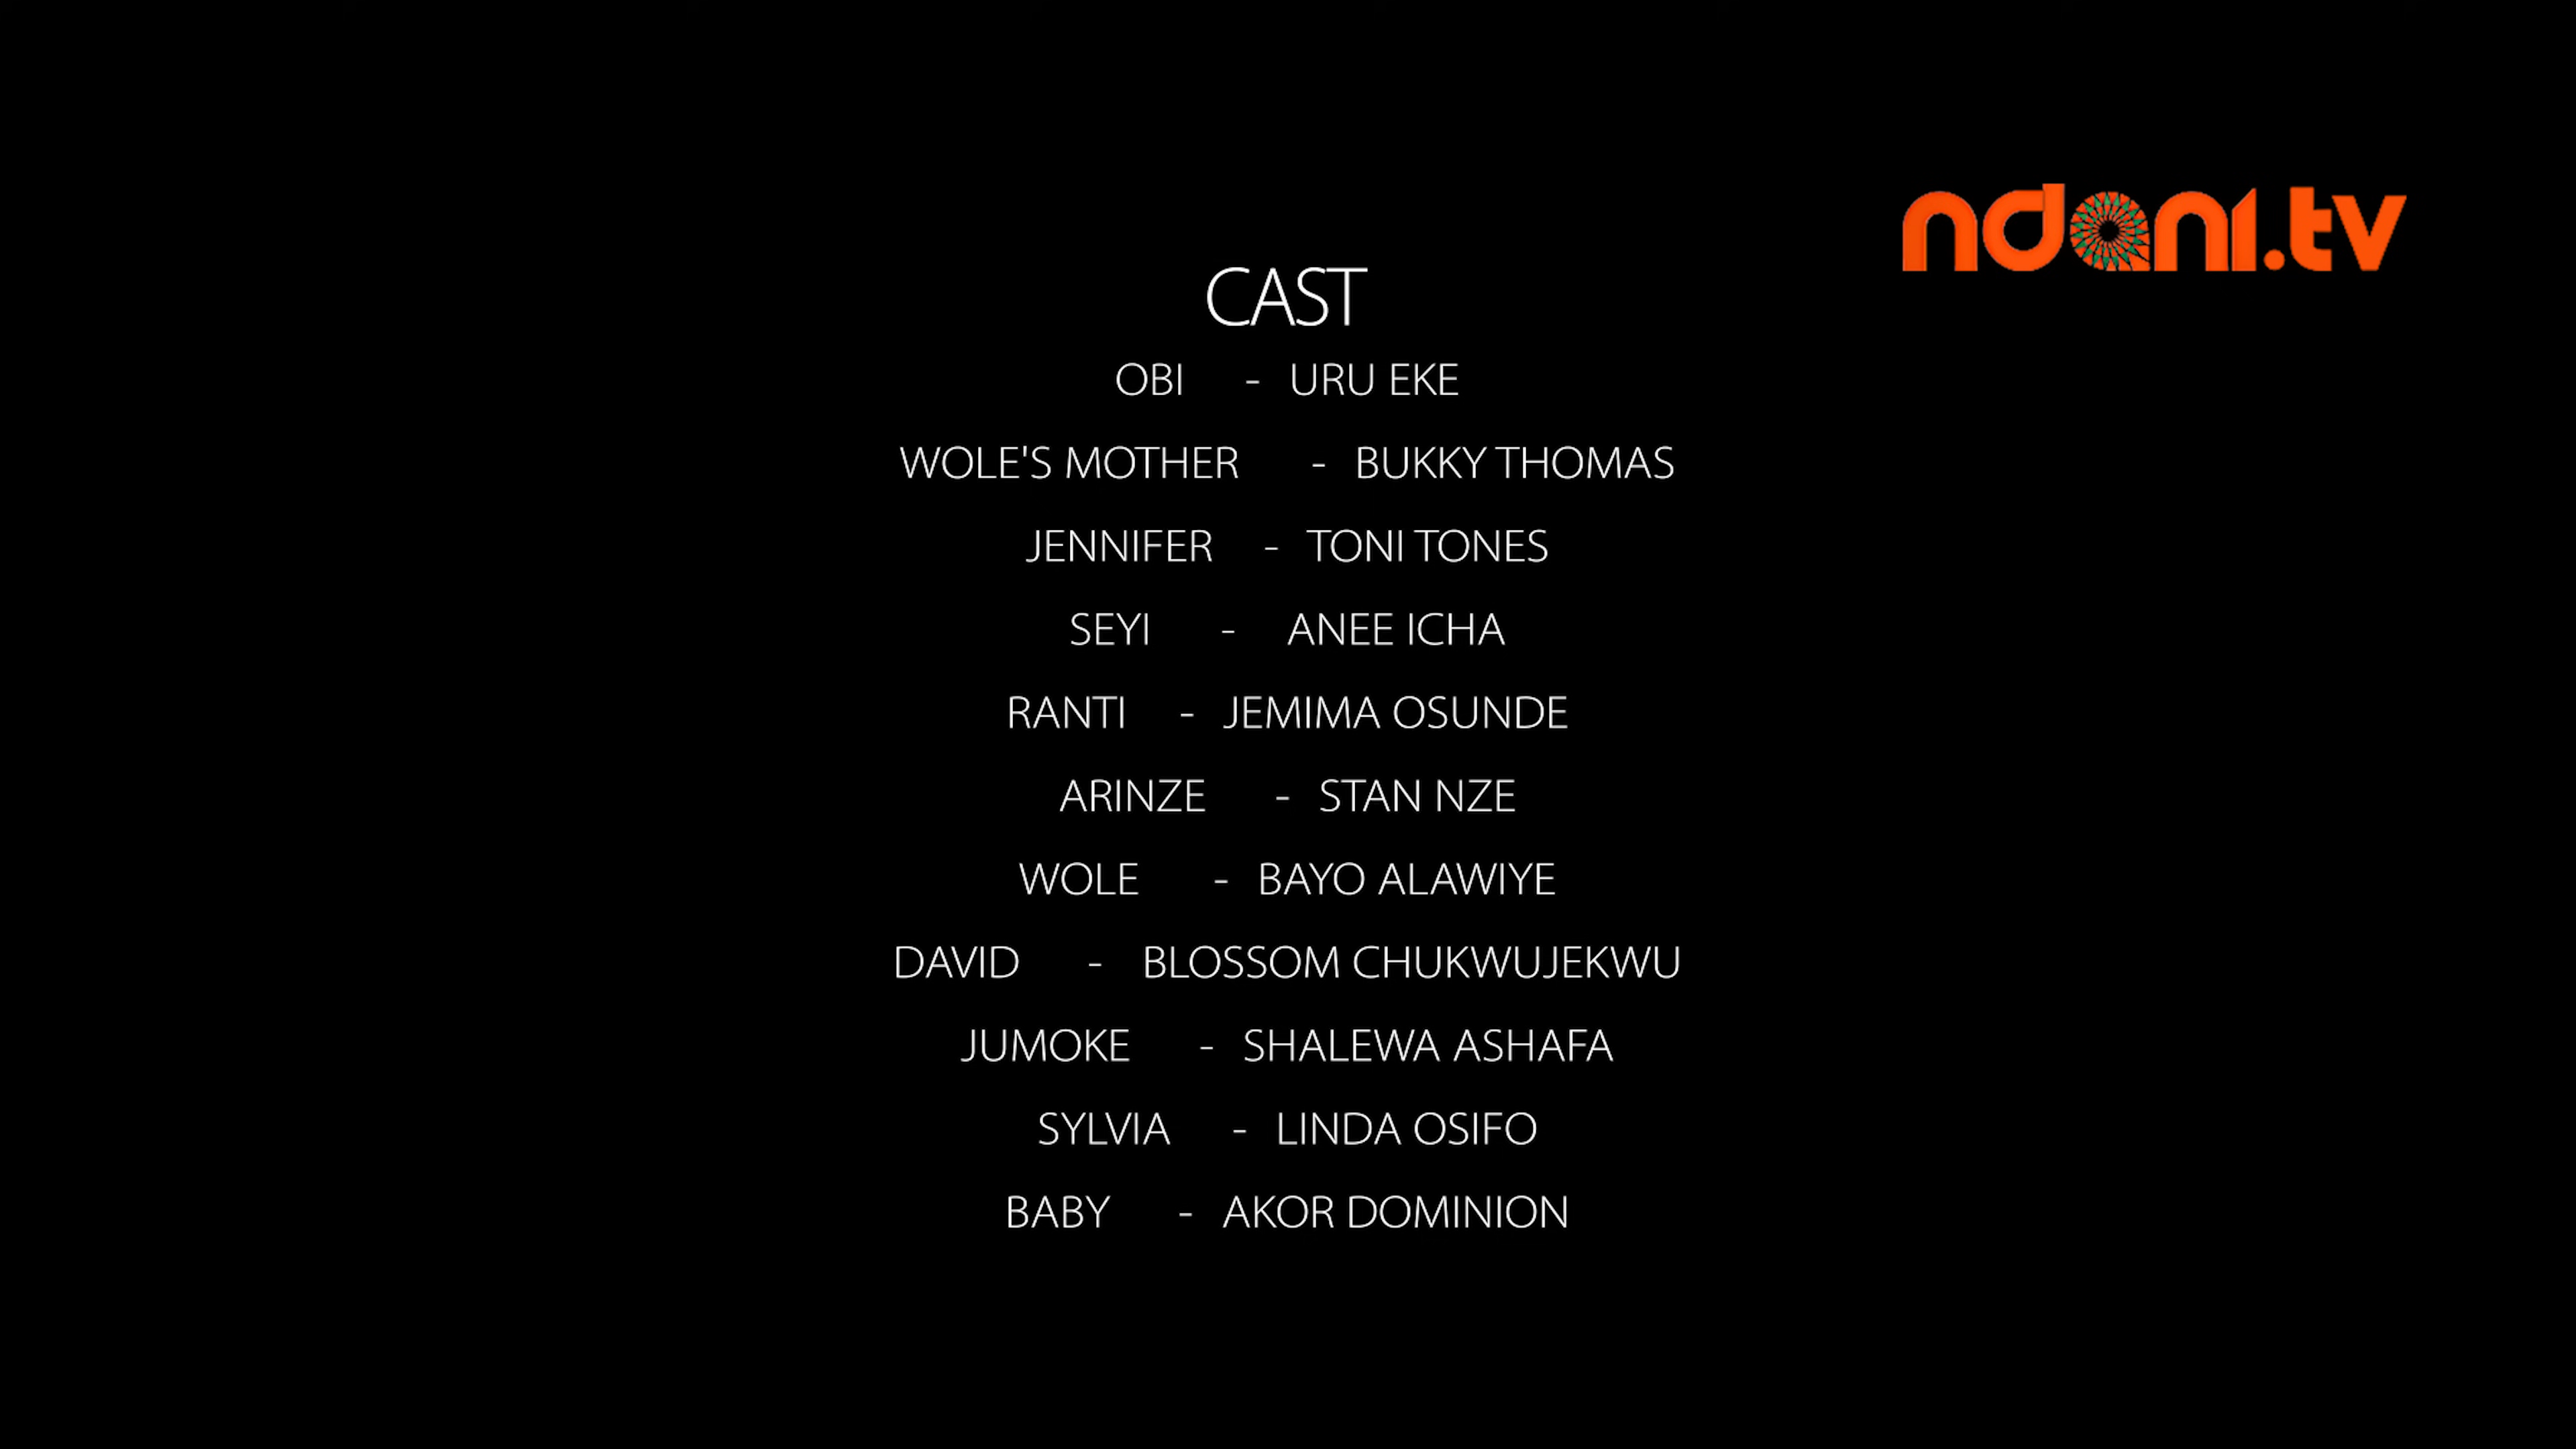 ndani.tv
CAST
OBI - URU EKE
WOLE'S MOTHER - BUKKY THOMAS
JENNIFER - TONI TONES
SEYI - ANEE ICHA
RANTI - JEMIMA OSUNDE
ARINZE - STAN NZE
WOLE - BAYO ALAWIYE
DAVID - BLOSSOM CHUKWUJEKWU
JUMOKE - SHALEWA ASHAFA
SYLVIA - LINDA OSIFO
BABY - AKOR DOMINION